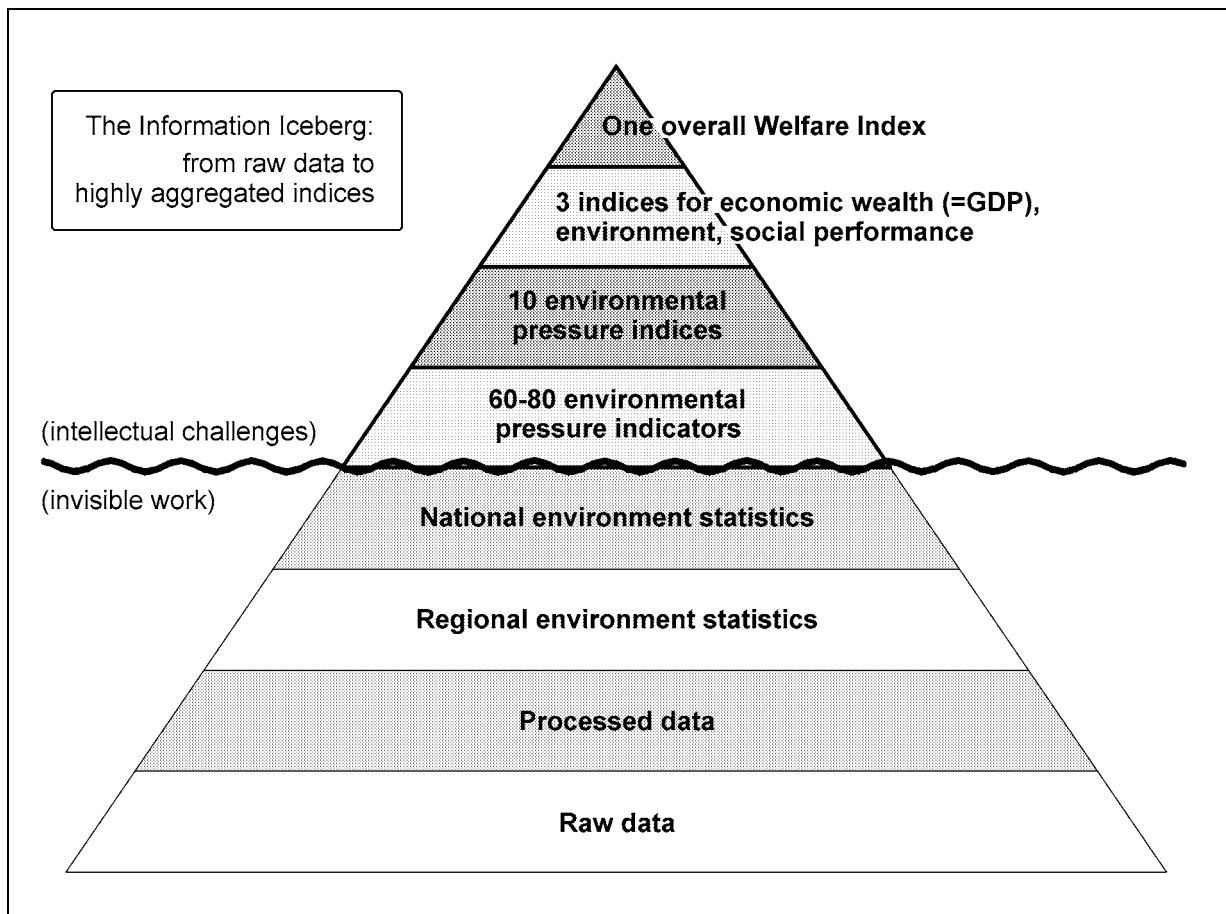 The Information Iceberg:
from raw data to
highly aggregated indices
One overall Welfare Index
3 indices for economic wealth (=GDP),
environment, social performance
10 environmental
pressure indices
60-80 environmental
pressure indicators
(intellectual challenges)
(invisible work)
National environment statistics
Regional environment statistics
Processed data
Raw data